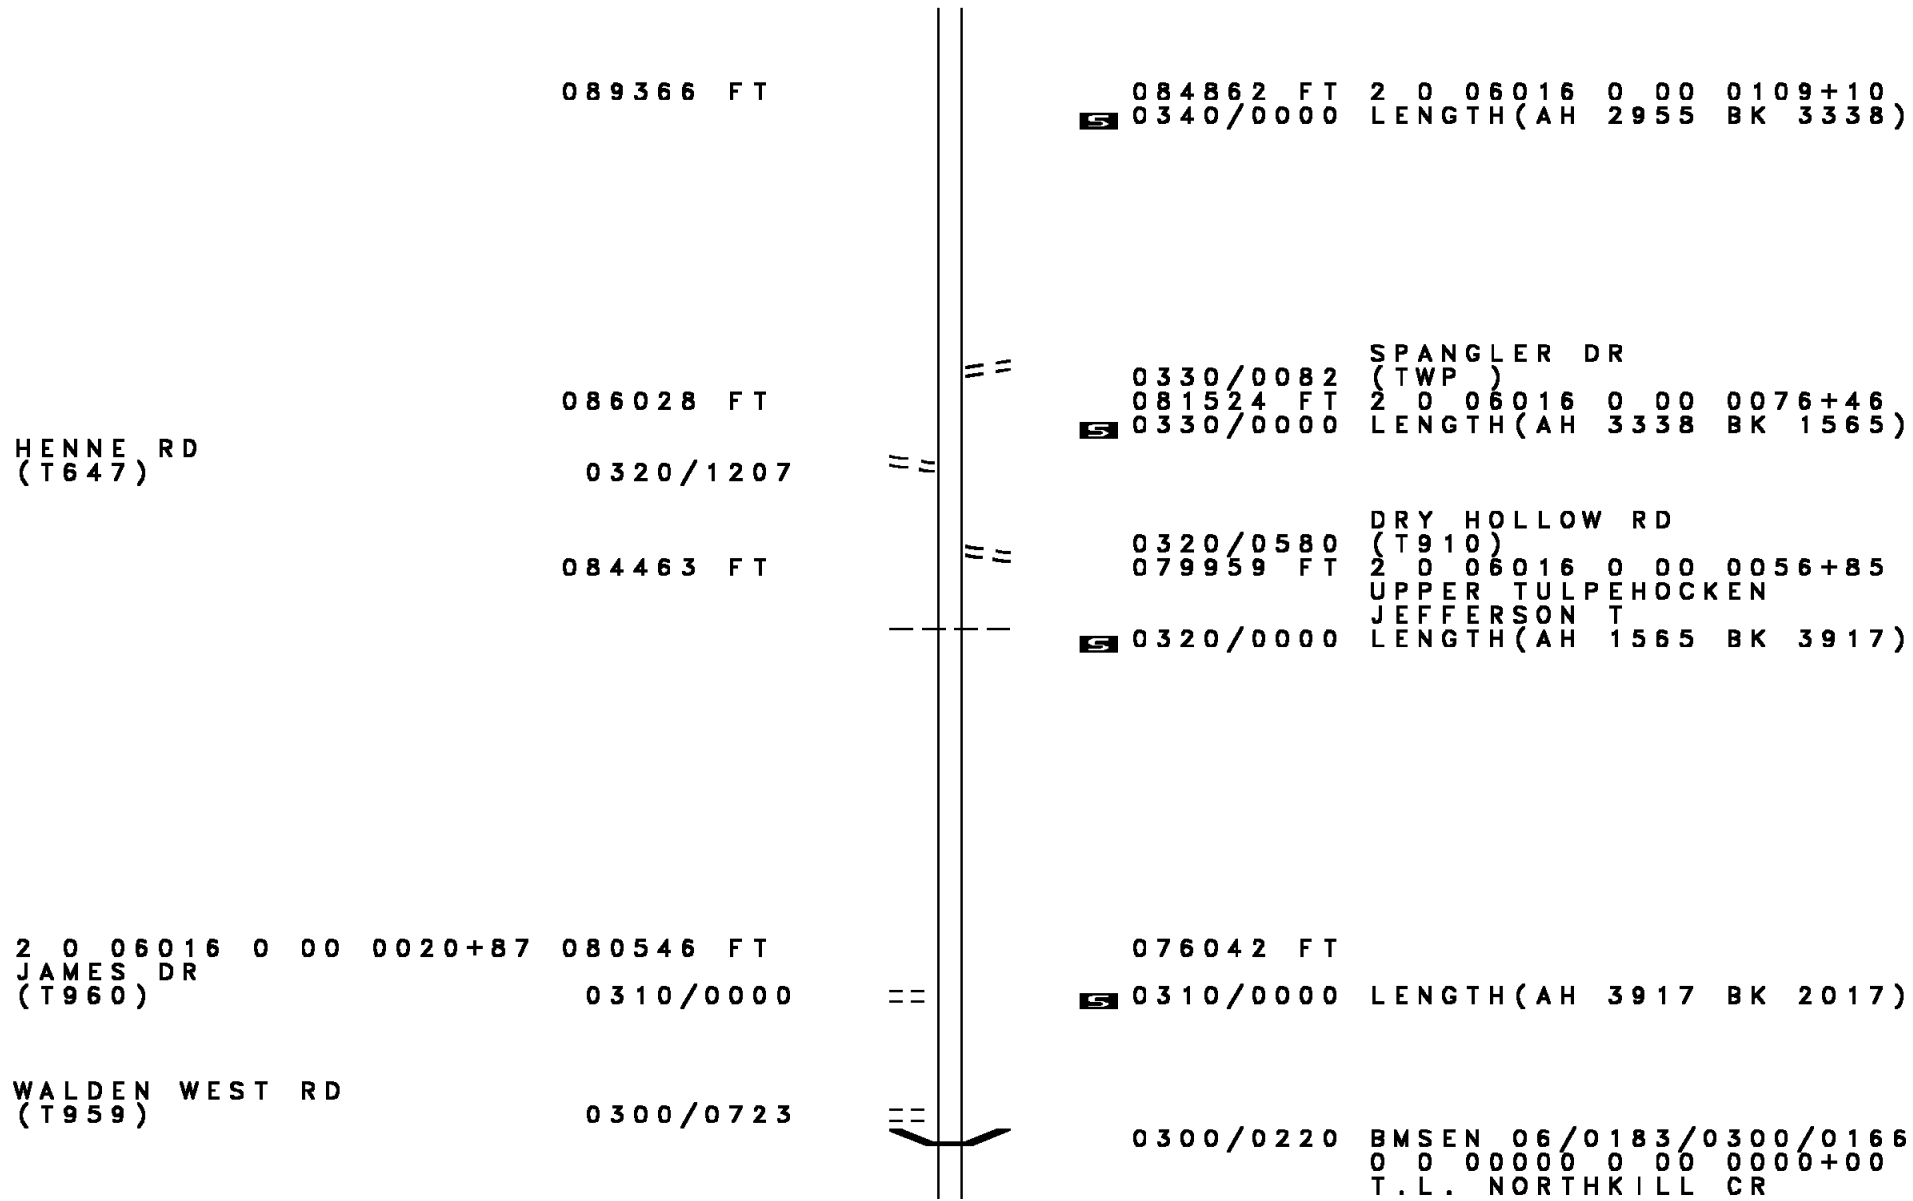 089366 FT 084862 FT 2 0 06016 0 00 0109+10
S 0340/0000 LENGTH(AH 2955 BK 3338)
SPANGLER DR
0330/0082 (TWP )
086028 FT 081524 FT 2 0 06016 0 00 0076+46
S 0330/0000 LENGTH(AH 3338 BK 1565)
HENNE RD
(T647) 0320/1207
DRY HOLLOW RD
0320/0580 (T910)
084463 FT 079959 FT 2 0 06016 0 00 0056+85
UPPER TULPEHOCKEN
JEFFERSON T
S 0320/0000 LENGTH(AH 1565 BK 3917)
2 0 06016 0 00 0020+87 080546 FT 076042 FT
JAMES DR
(T960) 0310/0000 S 0310/0000 LENGTH(AH 3917 BK 2017)
WALDEN WEST RD
(T959) 0300/0723
0300/0220 BMSEN 06/0183/0300/0166
0 0 00000 0 00 0000+00
T.L. NORTHKILL CR